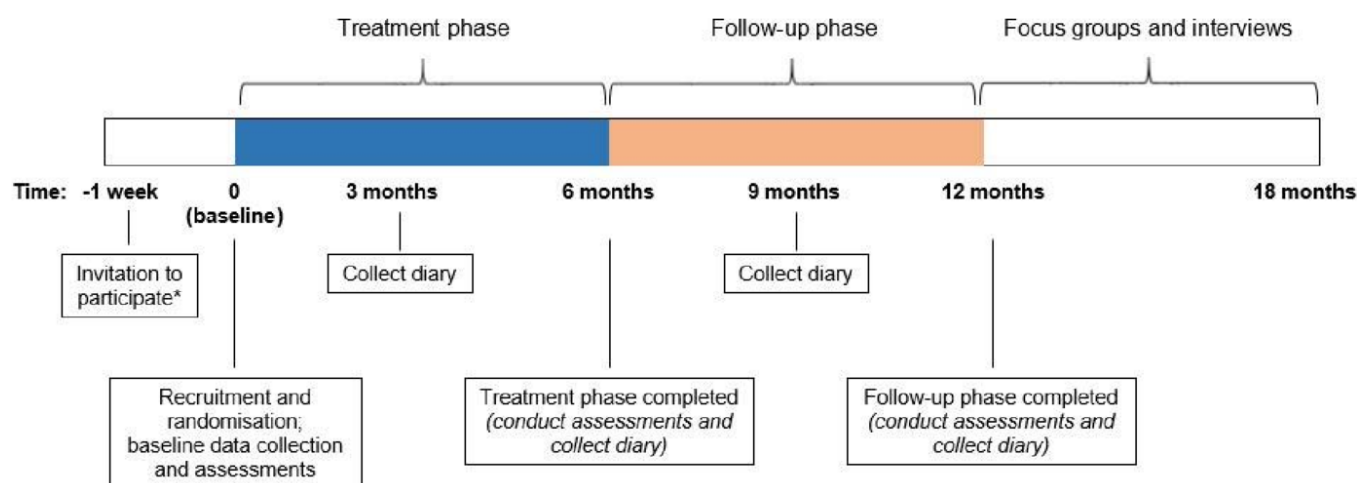 Treatment phase
Follow-up phase
Focus groups and interviews
Time: -1 week
0
(baseline)
3 months
6 months
9 months
12 months
18 months
Invitation to
participate*
Collect diary
Collect diary
Recruitment and
randomisation;
baseline data collection
and assessments
Treatment phase completed
(conduct assessments and
collect diary)
Follow-up phase completed
(conduct assessments and
collect diary)